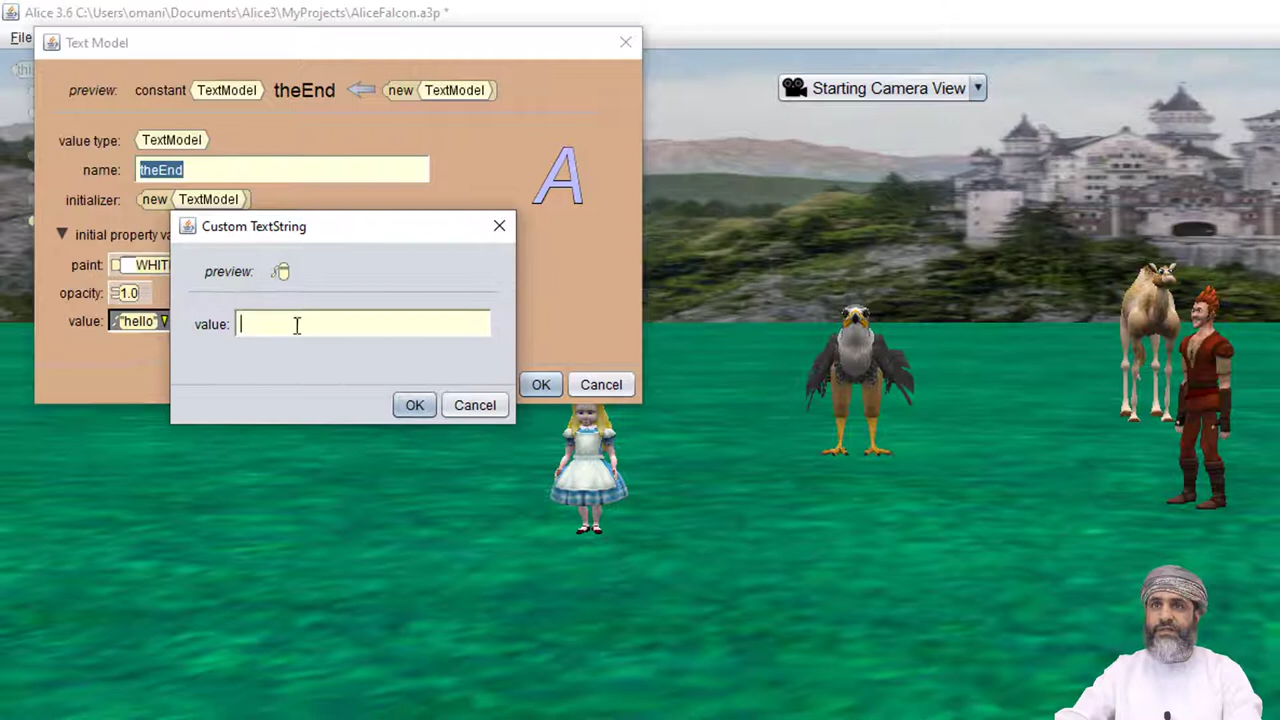 Alice 3.6 C:\Users\omani\Documents\Alice3\MyProjects\AliceFalcon.a3p *
File
Text Model
preview: constant TextModel theEnd new TextModel
Starting Camera View
value type: TextModel
name: theEnd
initializer: new TextModel
A
Custom TextString
initial property va
preview:
paint: WHIT
opacity: 1.0
value: "hello"
value:
OK Cancel
OK Cancel